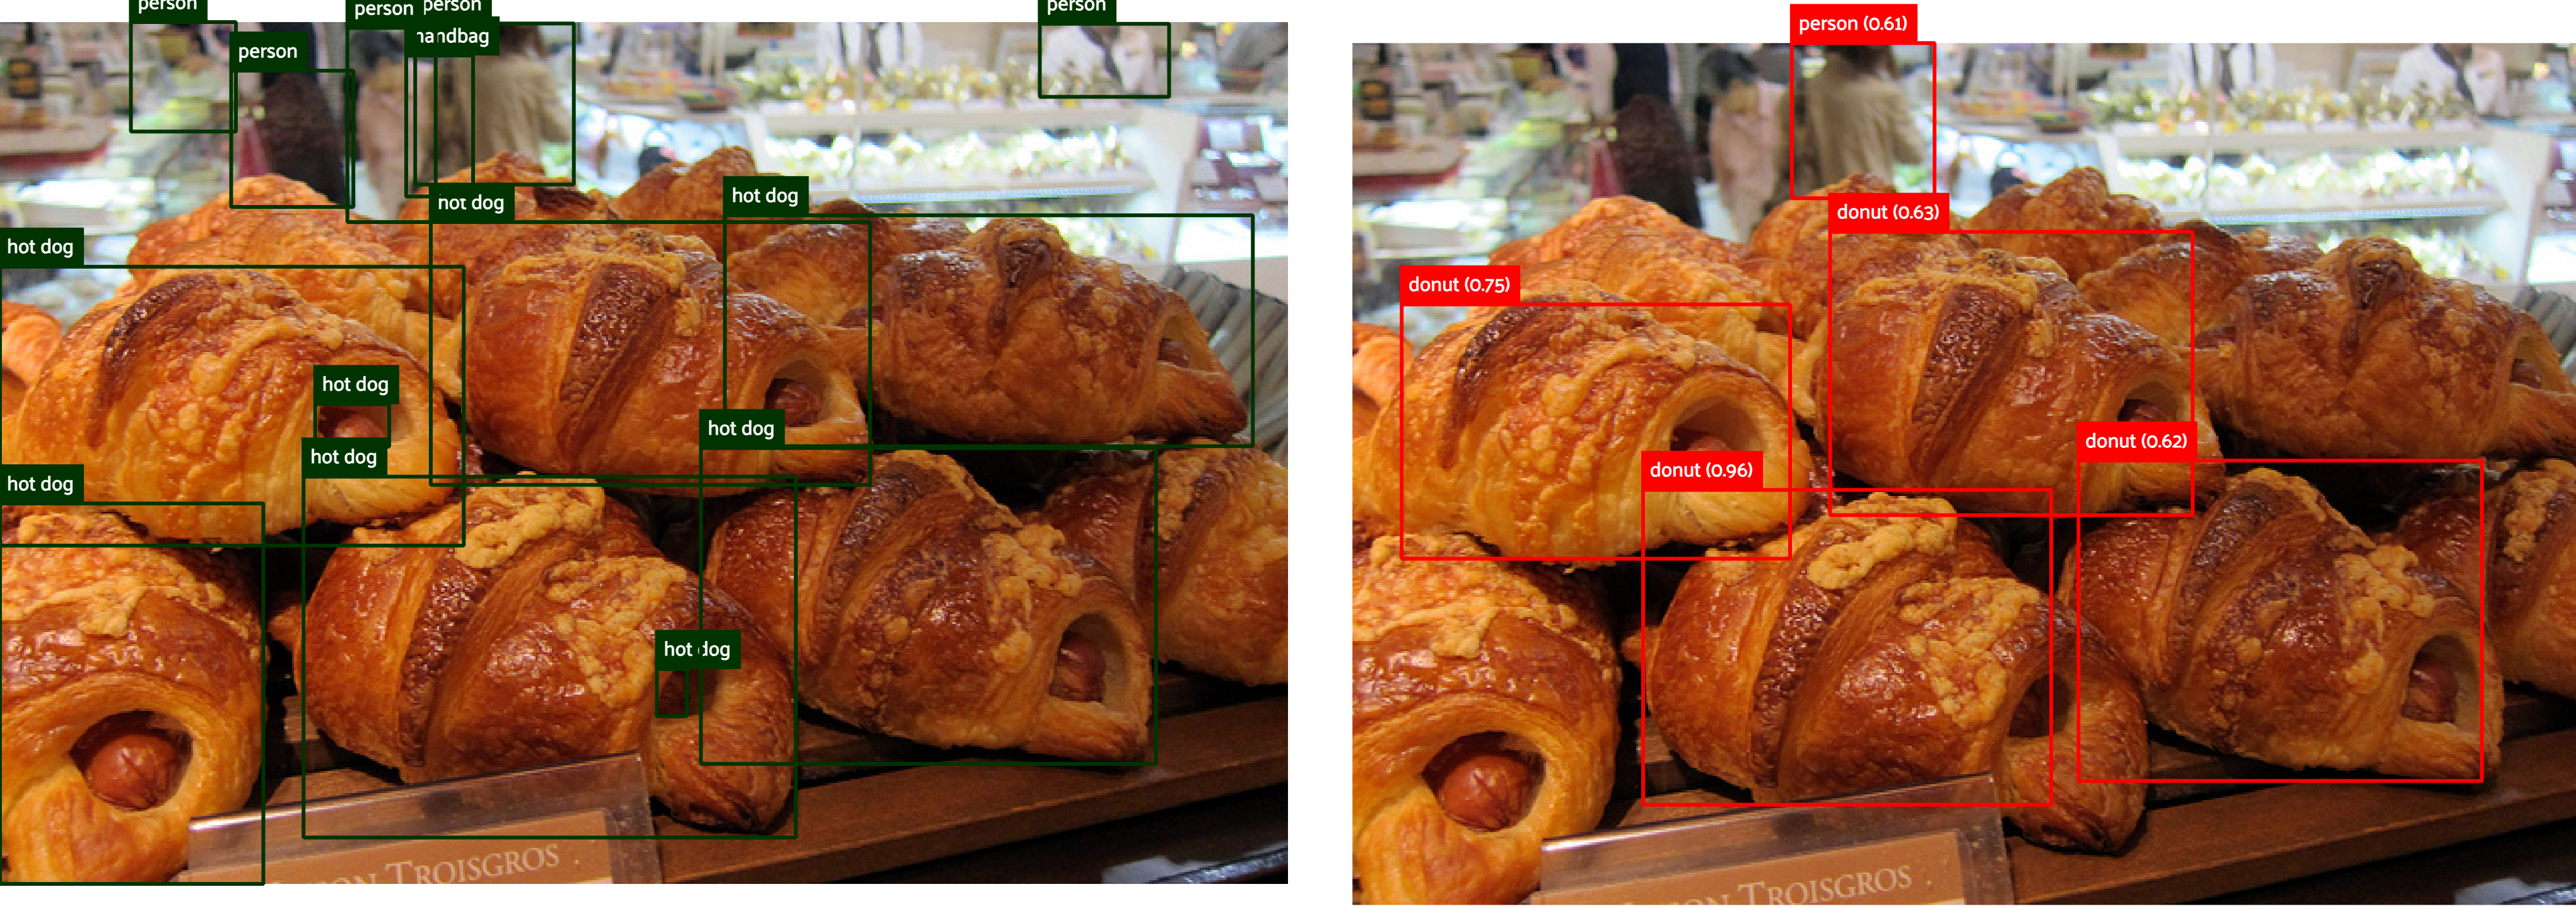 person
person
person
person
person
handbag
hot dog
hot dog
hot dog
hot dog
hot dog
hot dog
hot dog
hot dog
TROISGROS
person (0.61)
donut (0.63)
donut (0.75)
donut (0.62)
donut (0.96)
TROISGROS